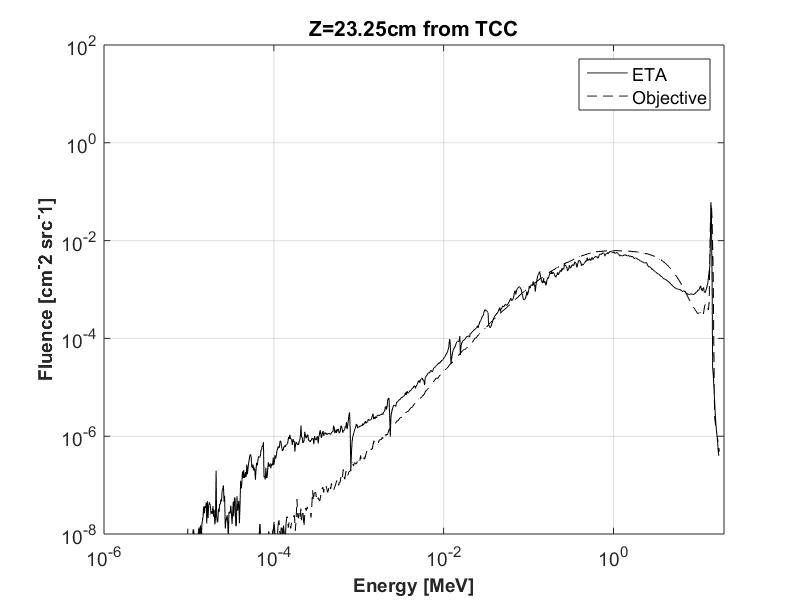 Z=23.25cm from TCC
ETA
Objective
10^2
10^0
10^-2
10^-4
10^-6
10^-8
Fluence [cm^-2 src^-1]
10^-6
10^-4
10^-2
10^0
Energy [MeV]